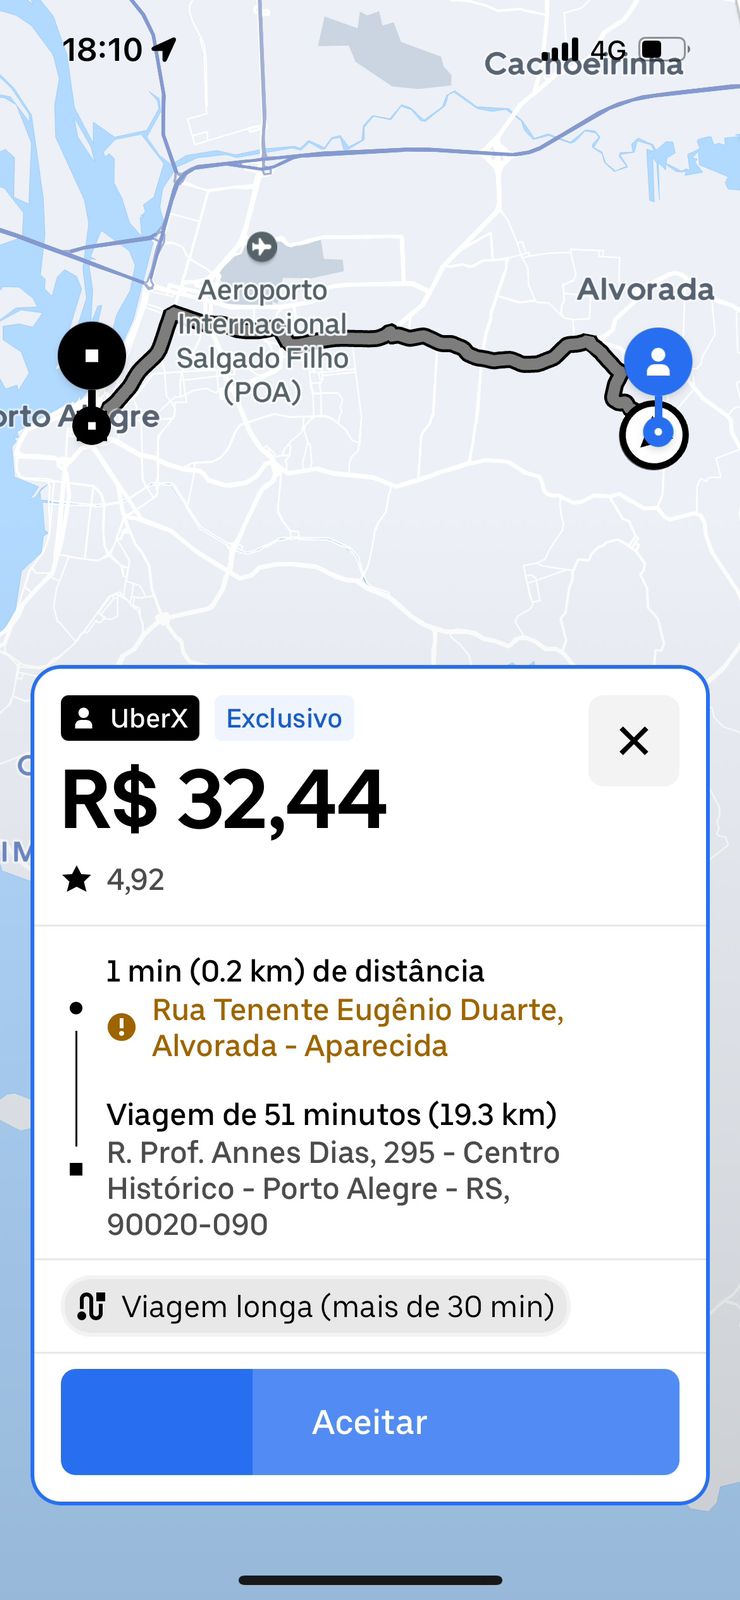 18:10
4G
Cachoeirinha
Aeroporto
Internacional
Salgado Filho
(POA)
Alvorada
orto Alegre
UberX
Exclusivo
R$ 32,44
4,92
1 min (0.2 km) de distância
Rua Tenente Eugênio Duarte,
Alvorada - Aparecida
Viagem de 51 minutos (19.3 km)
R. Prof. Annes Dias, 295 - Centro
Histórico - Porto Alegre - RS,
90020-090
Viagem longa (mais de 30 min)
Aceitar